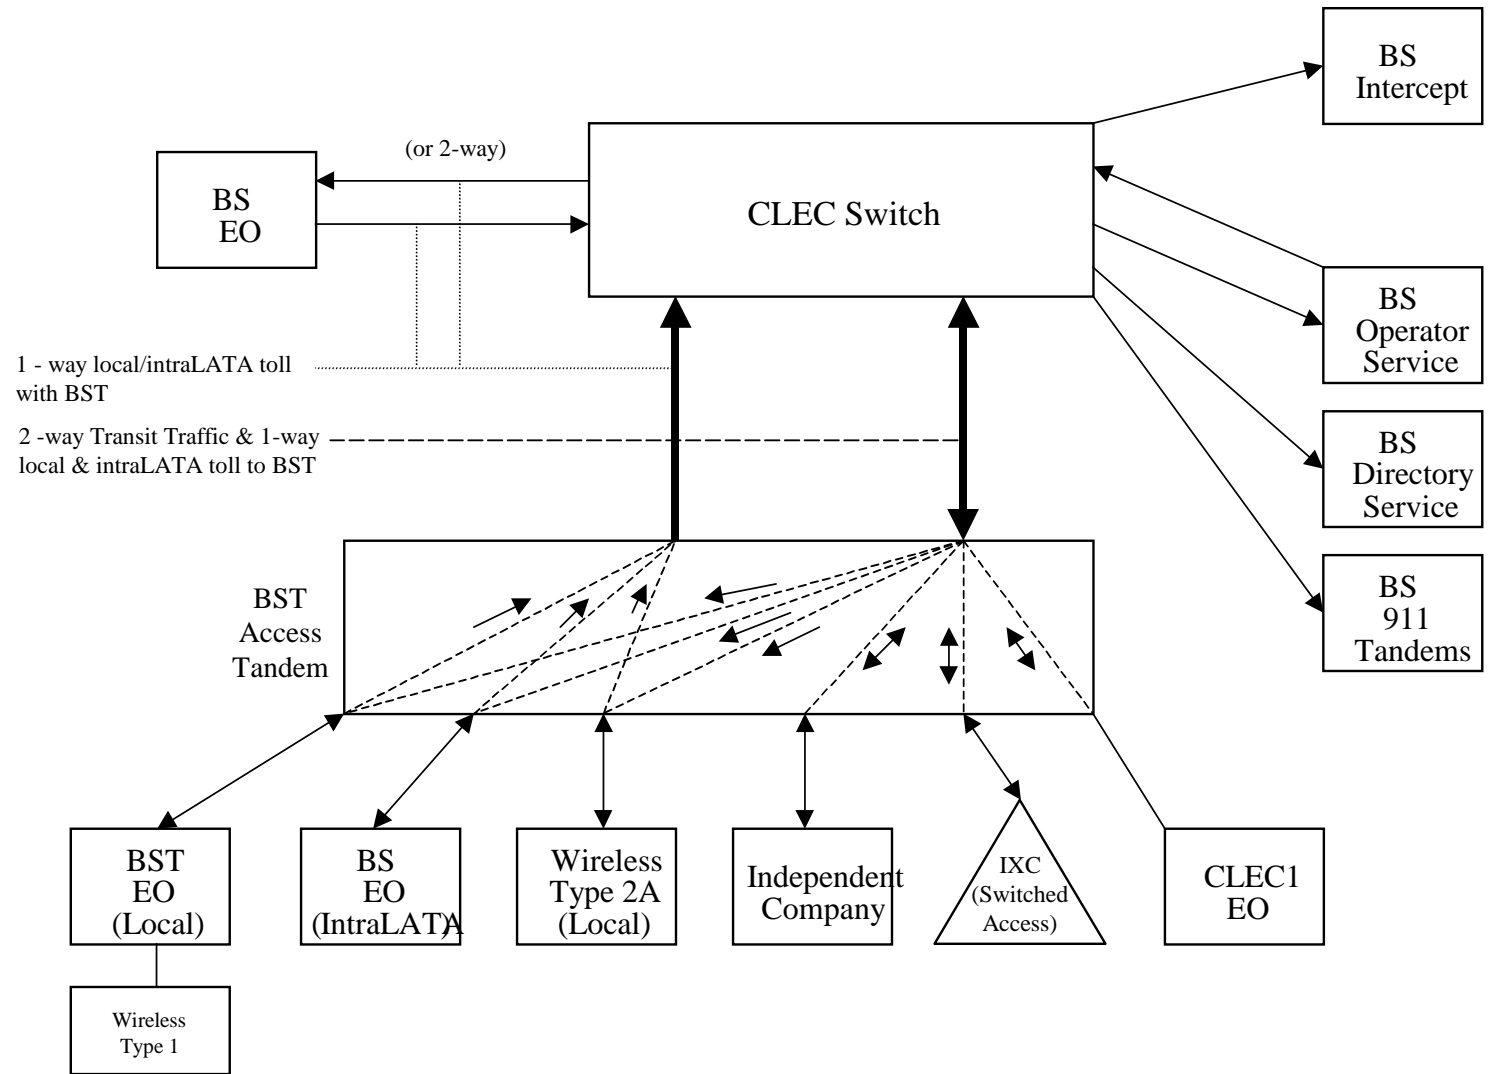 BS
Intercept
(or 2-way)
BS
EO
CLEC Switch
BS
Operator
Service
1 - way local/intraLATA toll
with BST
2 -way Transit Traffic & 1-way
local & intraLATA toll to BST
BS
Directory
Service
BS
911
Tandems
BST
Access
Tandem
BST
EO
(Local)
BS
EO
(IntraLATA)
Wireless
Type 2A
(Local)
Independent
Company
IXC
(Switched
Access)
CLEC1
EO
Wireless
Type 1